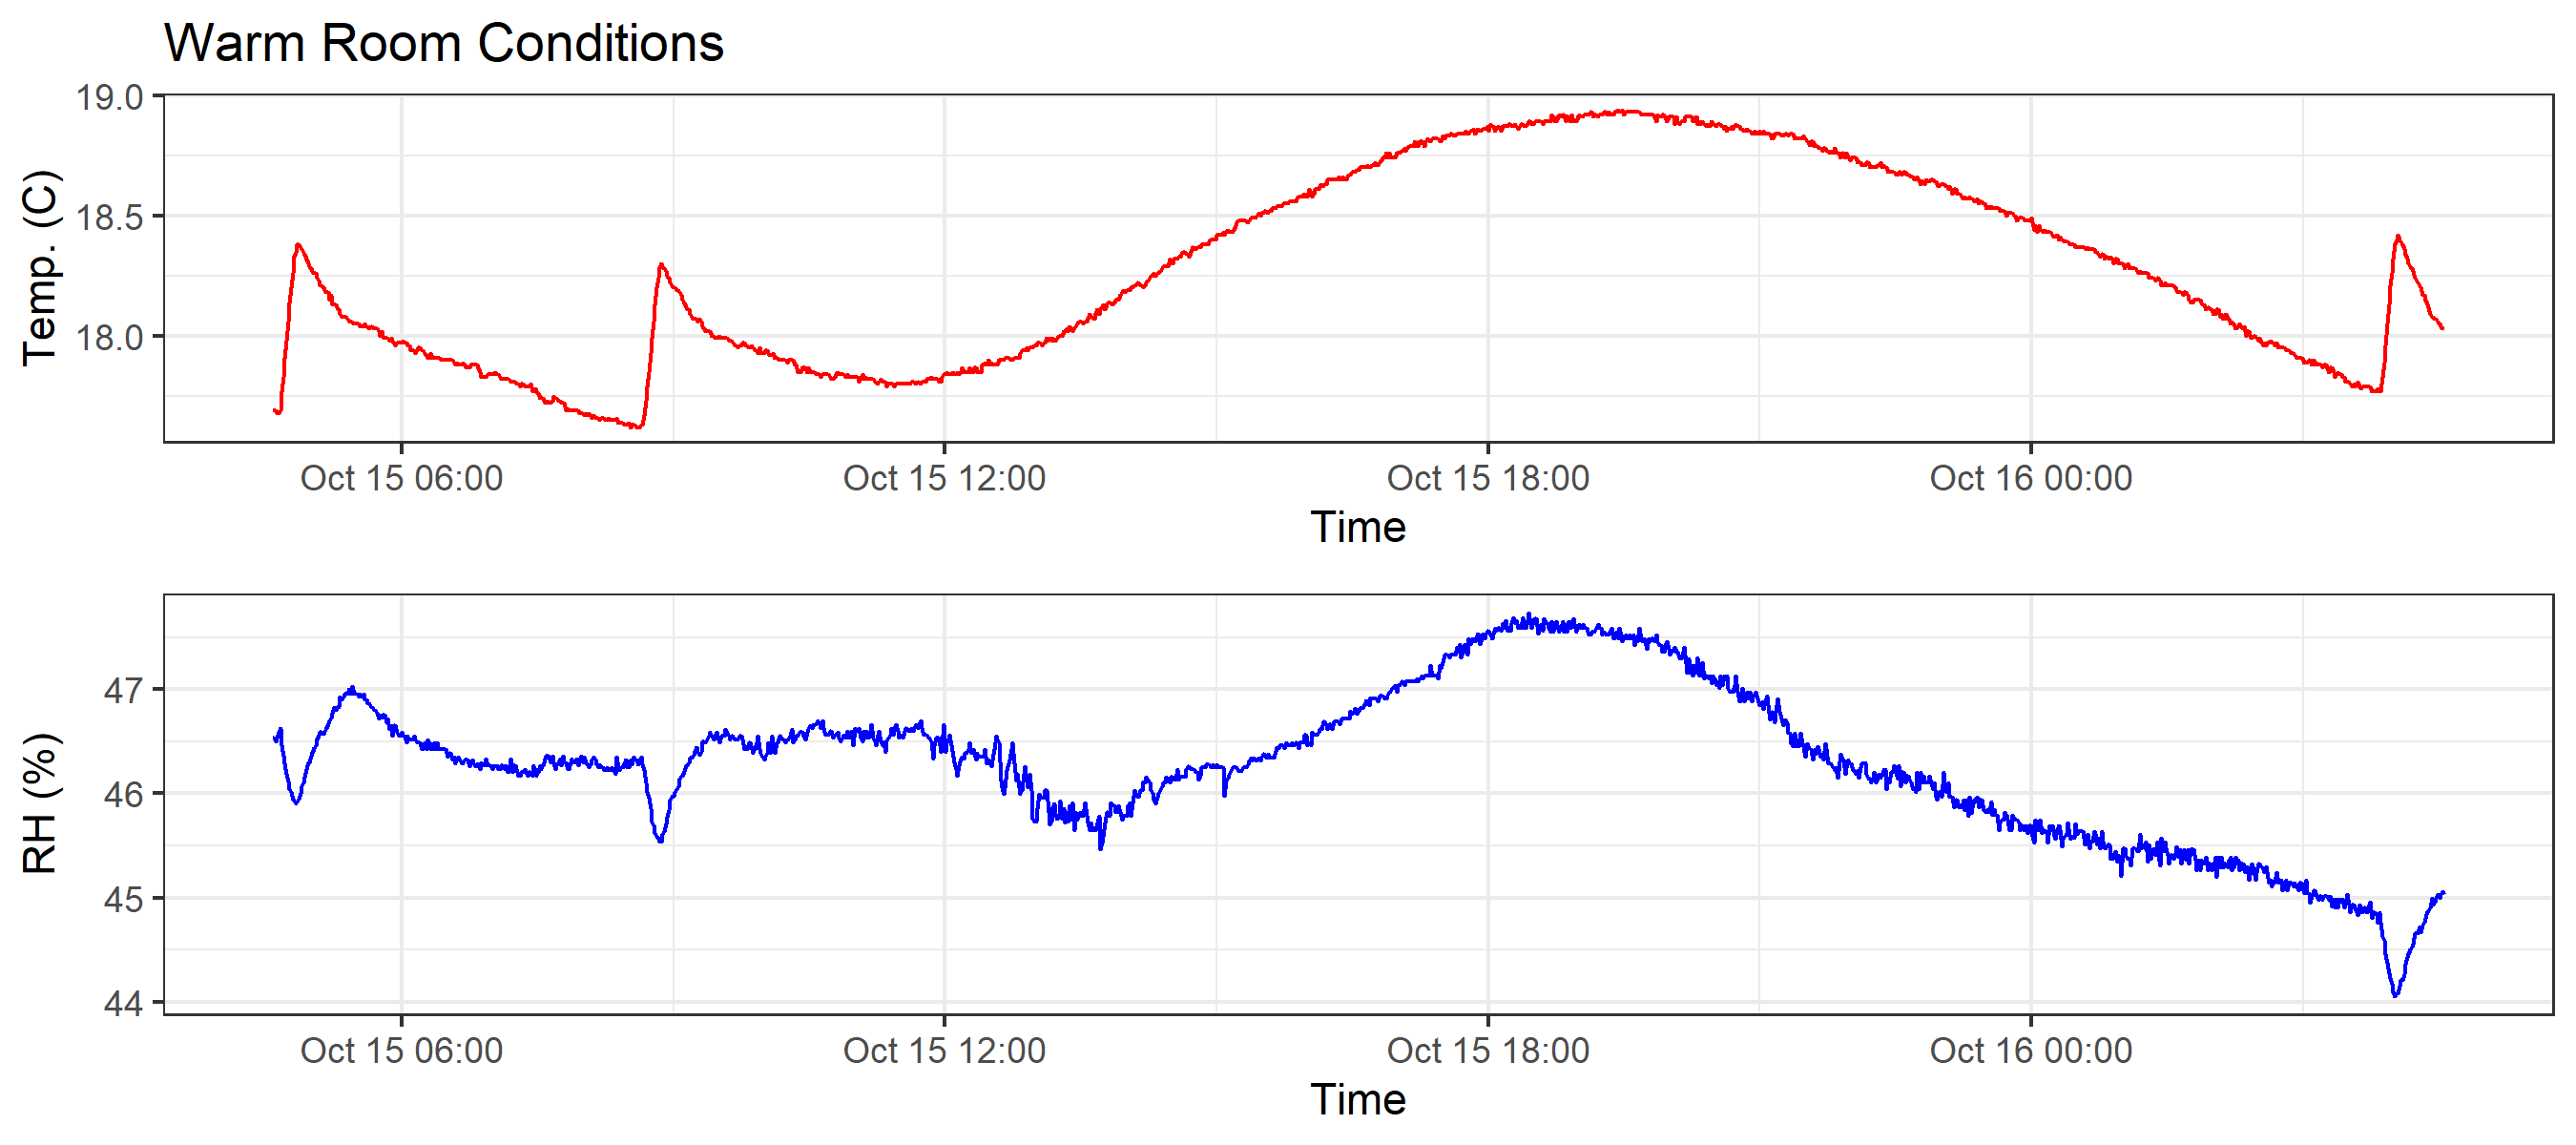 Warm Room Conditions
19.0
18.5
18.0
Temp. (C)
Oct 15 06:00 Oct 15 12:00 Oct 15 18:00 Oct 16 00:00
Time
47
46
45
44
RH (%)
Oct 15 06:00 Oct 15 12:00 Oct 15 18:00 Oct 16 00:00
Time